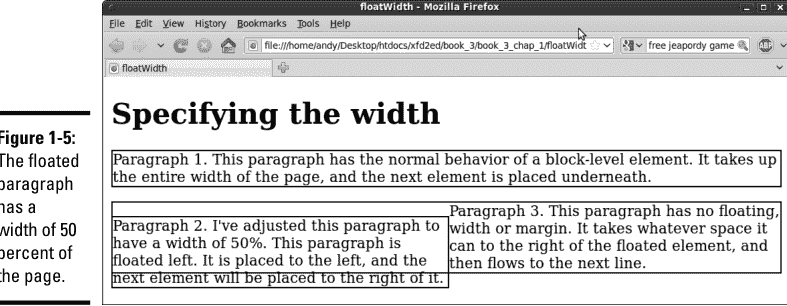 floatWidth - Mozilla Firefox
File Edit View History Bookmarks Tools Help
file:///home/andy/Desktop/htdocs/xfd2ed/book_3/book_3_chap_1/floatWidt
free jeapordy game
ABP
floatWidth
Specifying the width
Paragraph 1. This paragraph has the normal behavior of a block-level element. It takes up
the entire width of the page, and the next element is placed underneath.
Paragraph 2. I've adjusted this paragraph to
have a width of 50%. This paragraph is
floated left. It is placed to the left, and the
next element will be placed to the right of it.
Paragraph 3. This paragraph has no floating,
width or margin. It takes whatever space it
can to the right of the floated element, and
then flows to the next line.
Figure 1-5:
The floated
paragraph
has a
width of 50
percent of
the page.